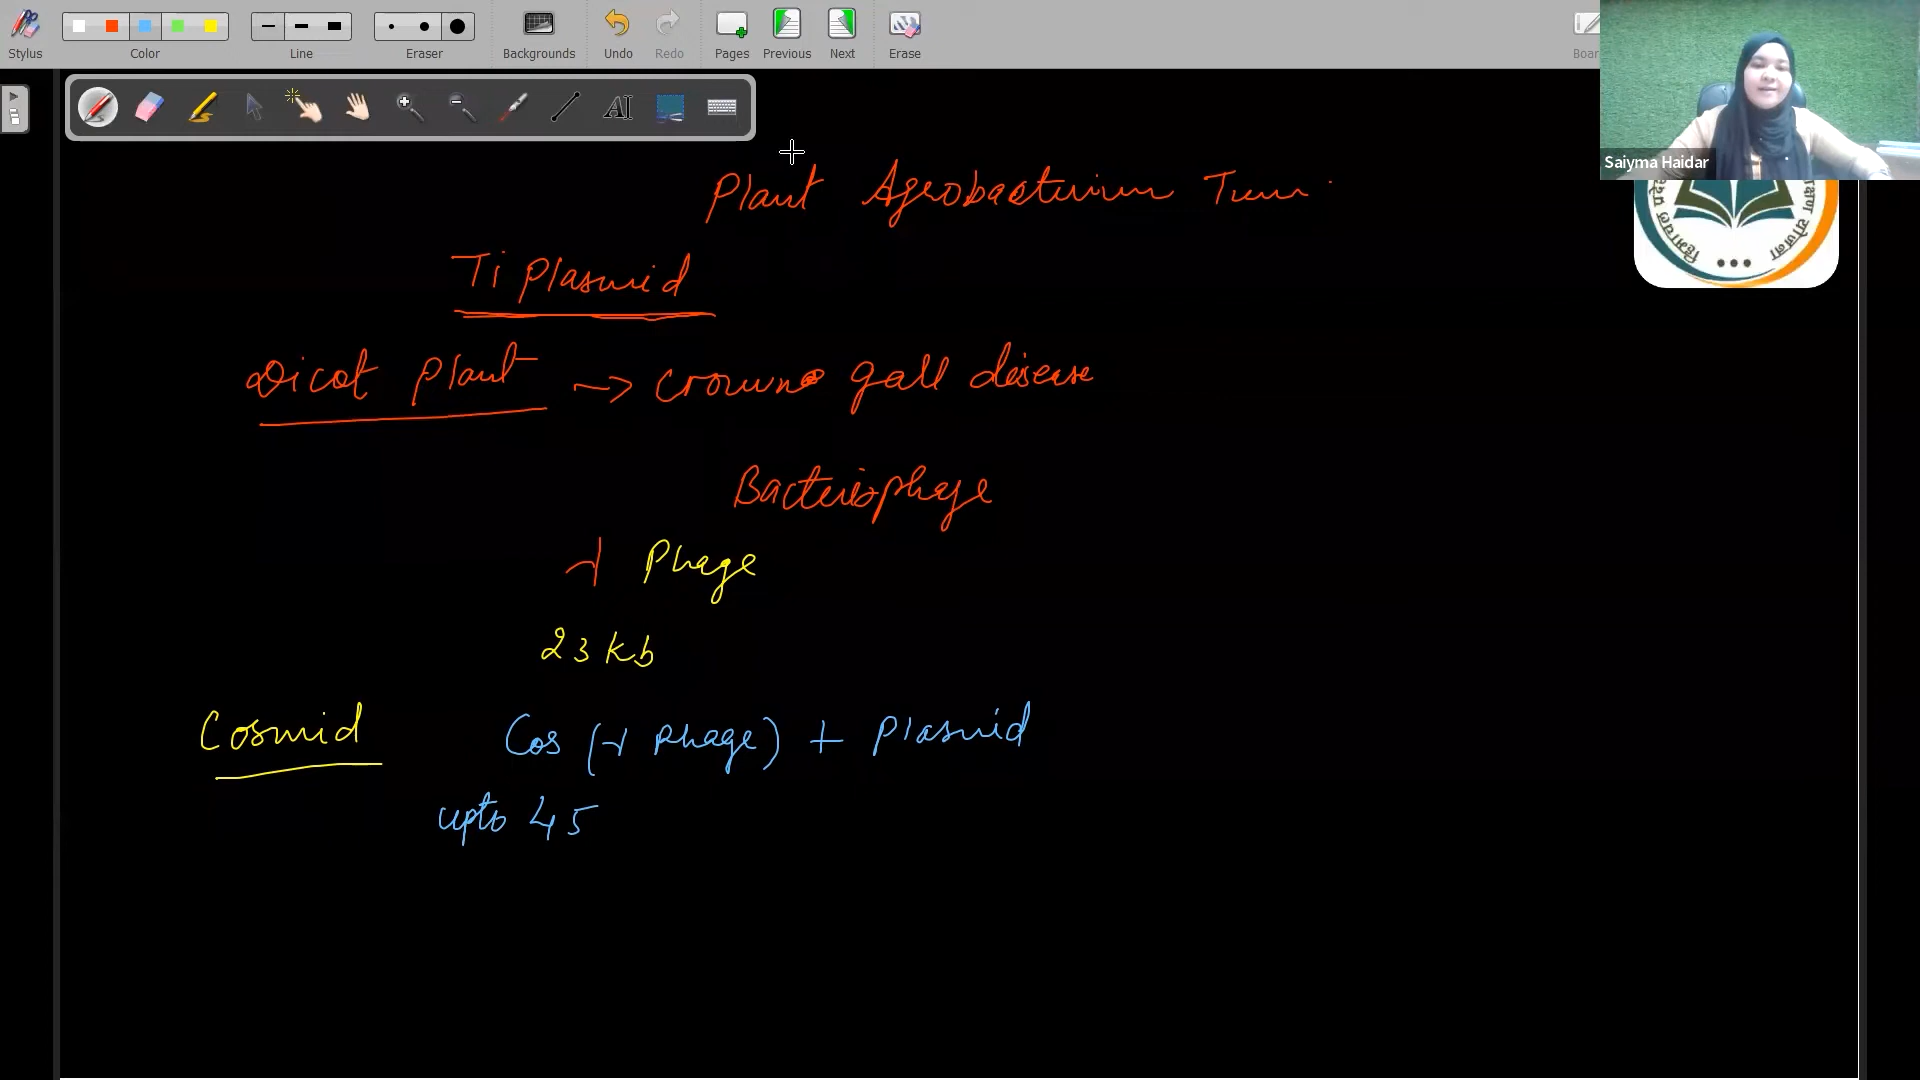 Stylus Color Line Eraser Backgrounds Undo Redo Pages Previous Next Erase Boar
Saiyma Haidar
Plant Agrobacterium Tum
Ti Plasmid
Dicot Plant → crown gall disease
Bacteriophage
λ Phage
23 kb
Cosmid Cos (λ Phage) + Plasmid
upto 45